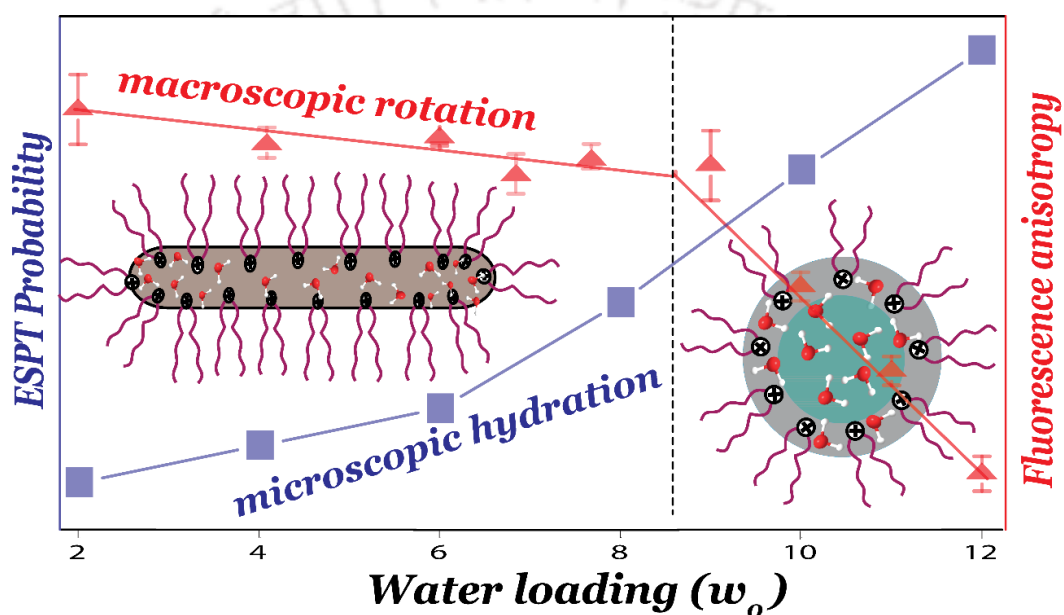 macroscopic rotation
microscopic hydration
ESPT Probability
Fluorescence anisotropy
2 4 6 8 10 12
Water loading (wₒ)